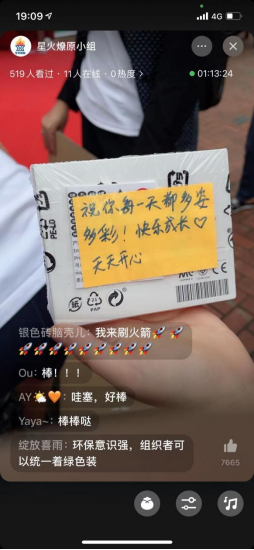 19:09
4G
星火燎原小组
519人看过 · 11人在线 · 0热度 >
01:13:24
祝你每一天都多姿
多彩！快乐成长♡
天天开心
PAP
CE
银色砖脑壳儿：我来刷火箭🚀🚀
🚀🚀🚀🚀🚀🚀🚀🚀🚀
Ou：棒！！！
AY🌤🧡：哇塞，好棒
Yaya~：棒棒哒
绽放喜雨：环保意识强，组织者可
以统一着绿色装
7665